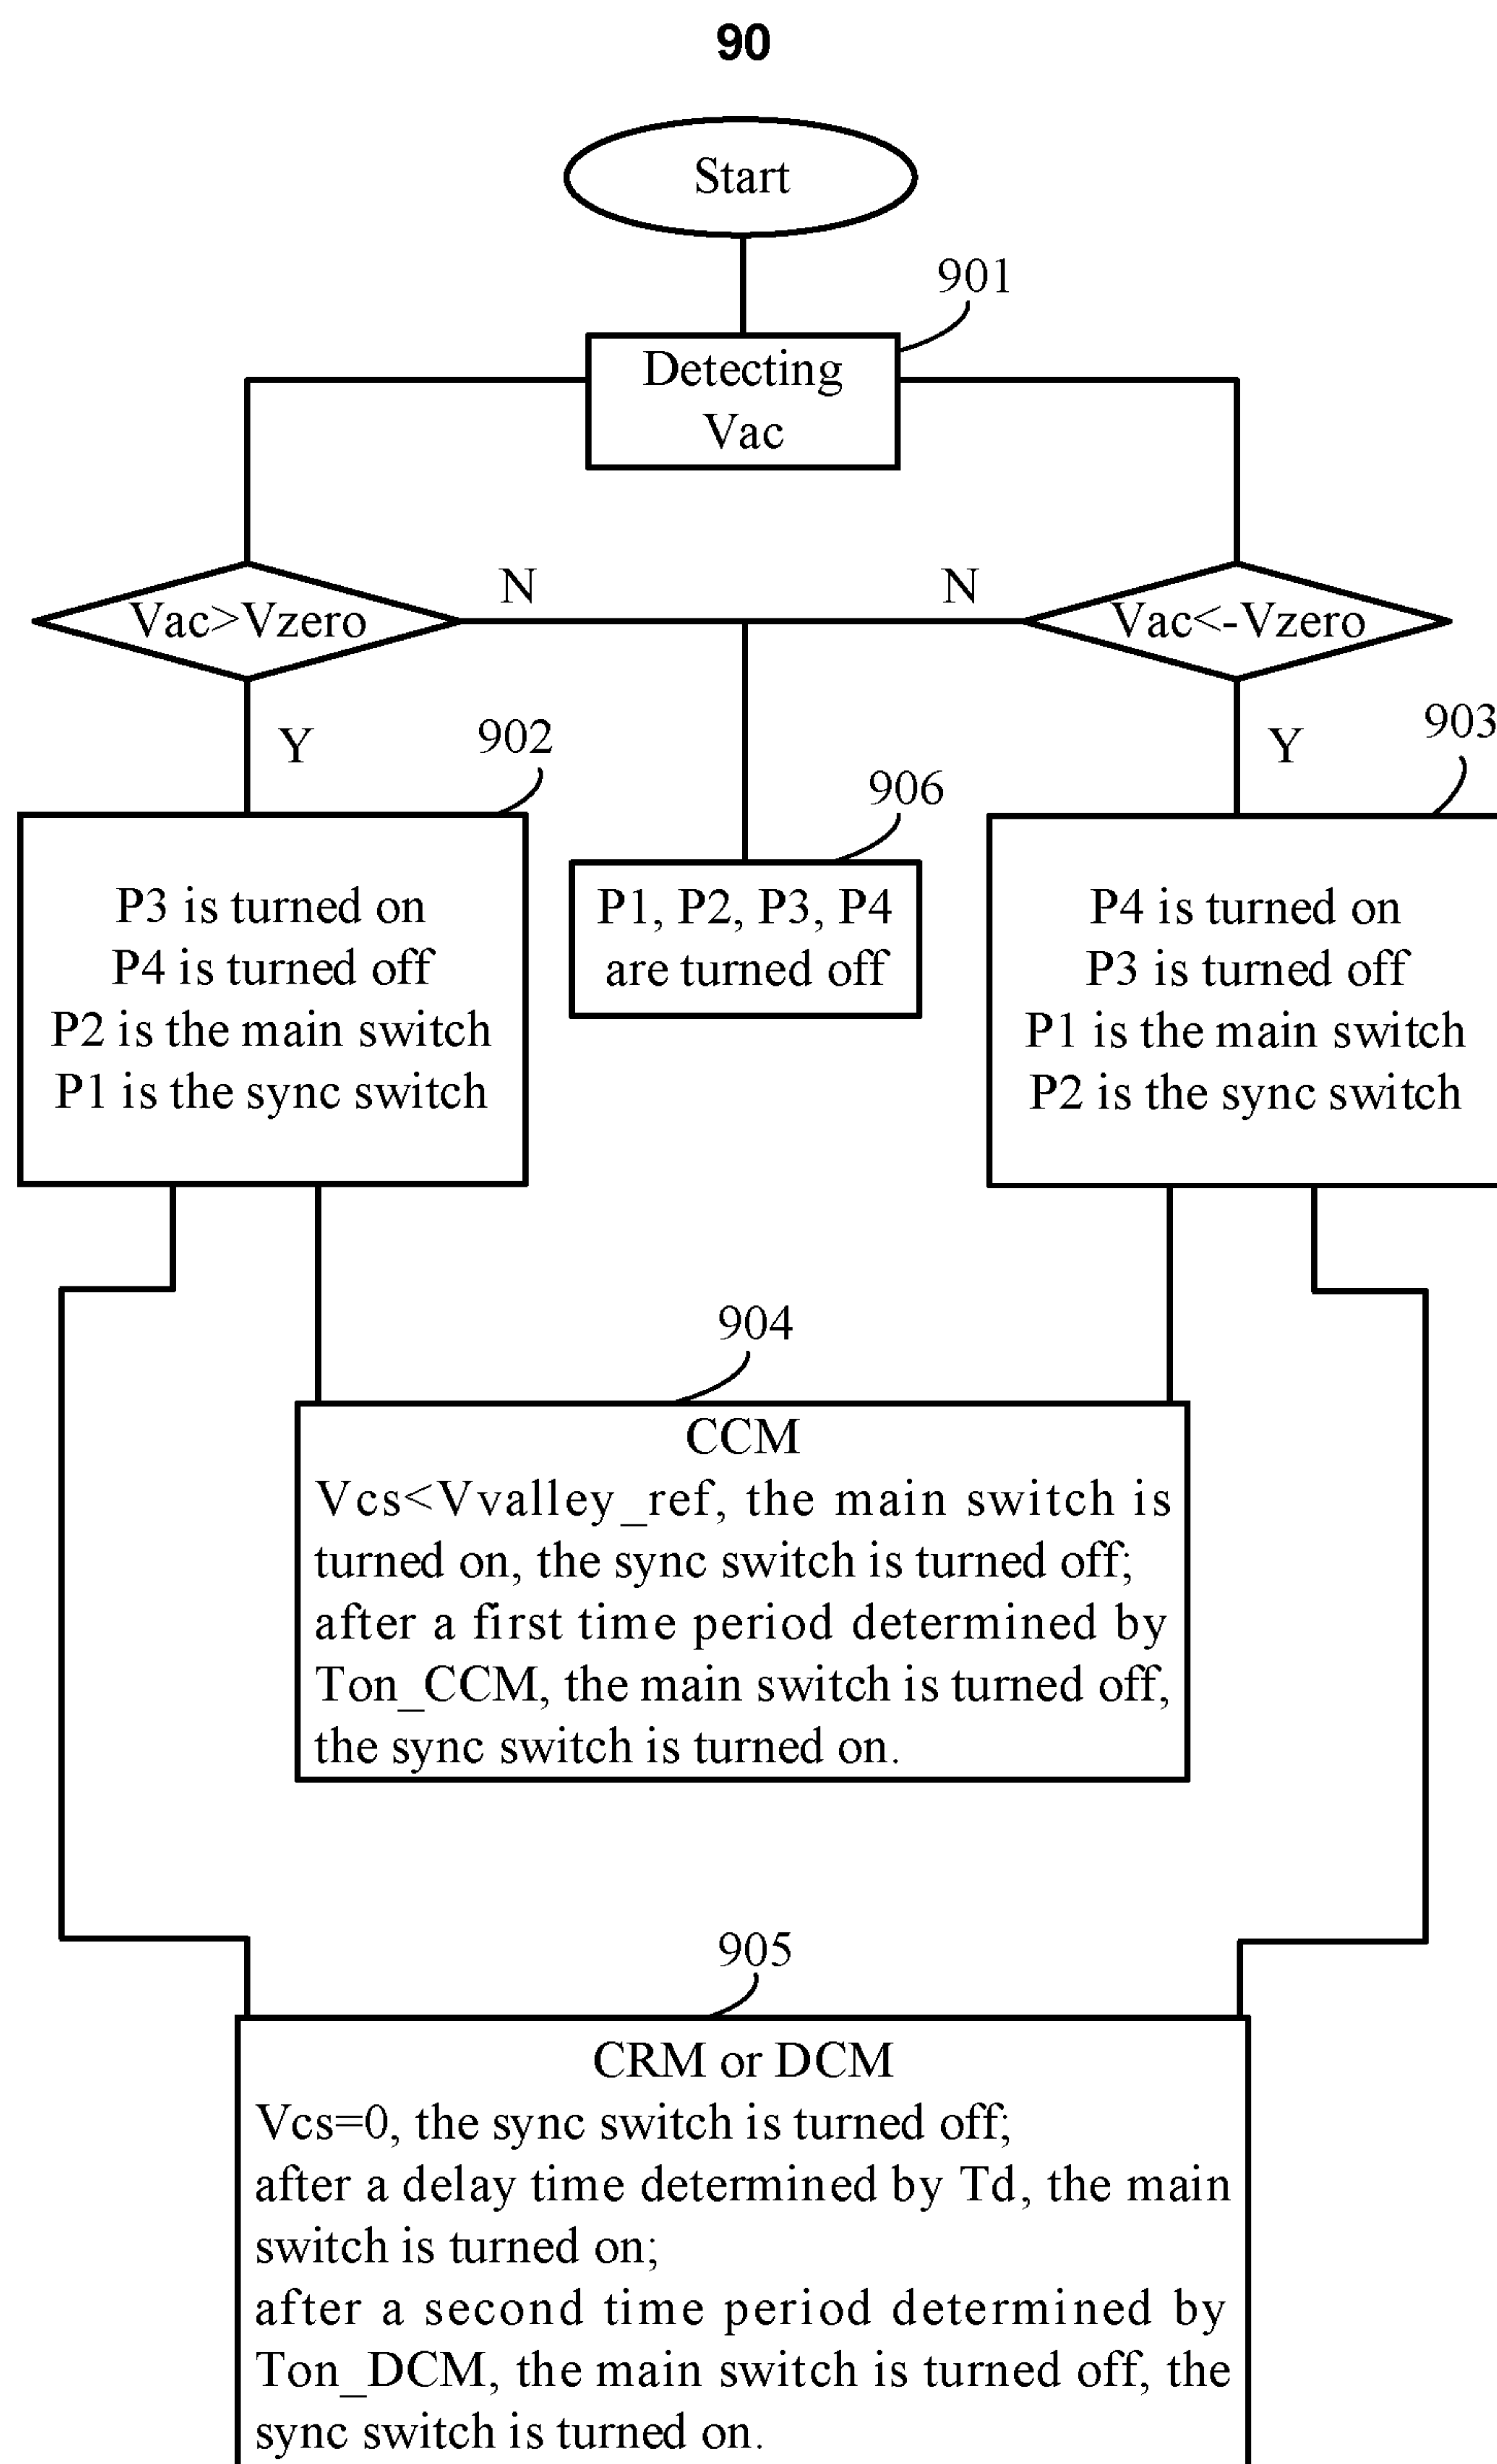 90
Start
901
Detecting
Vac
Vac>Vzero
N
N
Vac<-Vzero
Y
902
906
Y
903
P3 is turned on
P4 is turned off
P2 is the main switch
P1 is the sync switch
P1, P2, P3, P4
are turned off
P4 is turned on
P3 is turned off
P1 is the main switch
P2 is the sync switch
904
CCM
Vcs<Vvalley_ref, the main switch is
turned on, the sync switch is turned off;
after a first time period determined by
Ton_CCM, the main switch is turned off,
the sync switch is turned on.
905
CRM or DCM
Vcs=0, the sync switch is turned off;
after a delay time determined by Td, the main
switch is turned on;
after a second time period determined by
Ton_DCM, the main switch is turned off, the
sync switch is turned on.